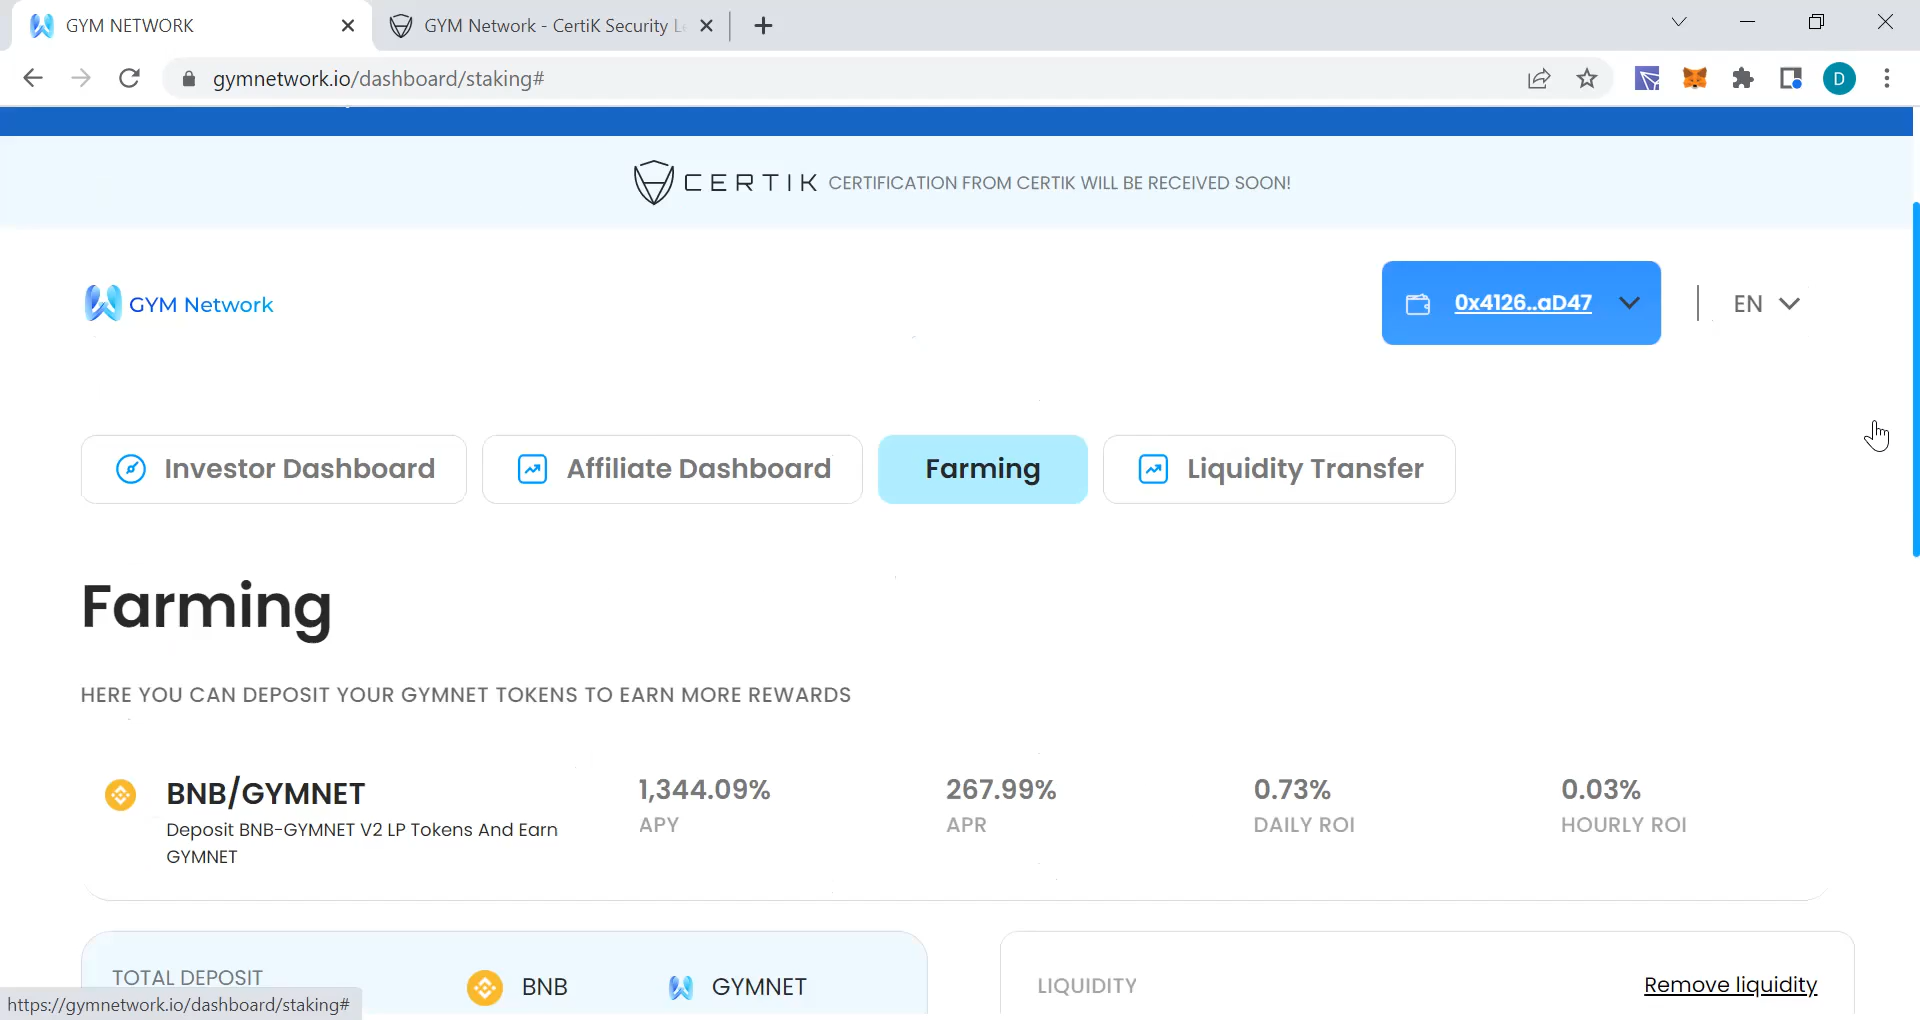 GYM NETWORK
GYM Network - CertiK Security Le
gymnetwork.io/dashboard/staking#
D
CERTIK CERTIFICATION FROM CERTIK WILL BE RECEIVED SOON!
GYM Network
0x4126..aD47
EN
Investor Dashboard
Affiliate Dashboard
Farming
Liquidity Transfer
Farming
HERE YOU CAN DEPOSIT YOUR GYMNET TOKENS TO EARN MORE REWARDS
BNB/GYMNET
Deposit BNB-GYMNET V2 LP Tokens And Earn
GYMNET
1,344.09%
APY
267.99%
APR
0.73%
DAILY ROI
0.03%
HOURLY ROI
TOTAL DEPOSIT
BNB
GYMNET
LIQUIDITY
Remove liquidity
https://gymnetwork.io/dashboard/staking#